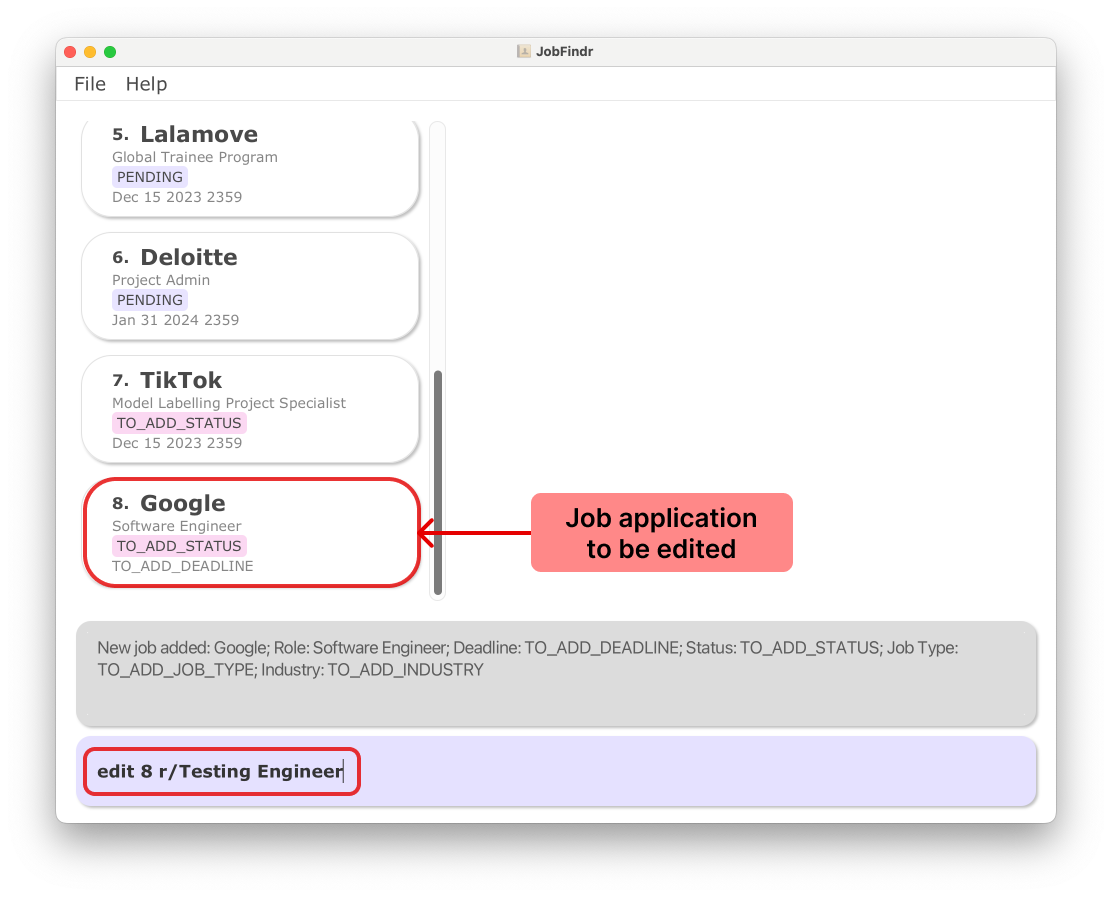 JobFindr
File Help
5. Lalamove
Global Trainee Program
PENDING
Dec 15 2023 2359
6. Deloitte
Project Admin
PENDING
Jan 31 2024 2359
7. TikTok
Model Labelling Project Specialist
TO_ADD_STATUS
Dec 15 2023 2359
8. Google
Software Engineer
TO_ADD_STATUS
TO_ADD_DEADLINE
Job application
to be edited
New job added: Google; Role: Software Engineer; Deadline: TO_ADD_DEADLINE; Status: TO_ADD_STATUS; Job Type:
TO_ADD_JOB_TYPE; Industry: TO_ADD_INDUSTRY
edit 8 r/Testing Engineer